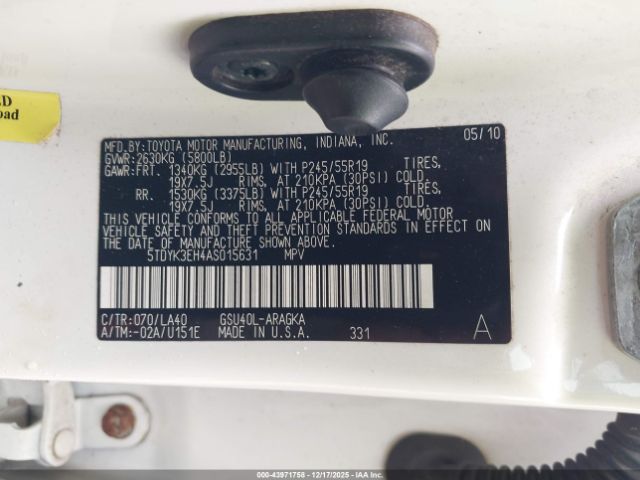 D
oad
MFD.BY:TOYOTA MOTOR MANUFACTURING, INDIANA, INC. 05/10
GVWR:2630KG (5800LB)
GAWR:FRT. 1340KG (2955LB) WITH P245/55R19 TIRES,
19X7.5J RIMS, AT 210KPA (30PSI) COLD.
RR. 1530KG (3375LB) WITH P245/55R19 TIRES,
19X7.5J RIMS, AT 210KPA (30PSI) COLD.
THIS VEHICLE CONFORMS TO ALL APPLICABLE FEDERAL MOTOR
VEHICLE SAFETY AND THEFT PREVENTION STANDARDS IN
EFFECT ON THE DATE OF MANUFACTURE SHOWN ABOVE.
5TDYK3EH4AS015631 MPV
C/TR:070/LA40 GSU40L-ARAGKA
A/TM:-02A/U151E MADE IN U.S.A. 331 A
000-43971758 - 12/17/2025 - IAA Inc.